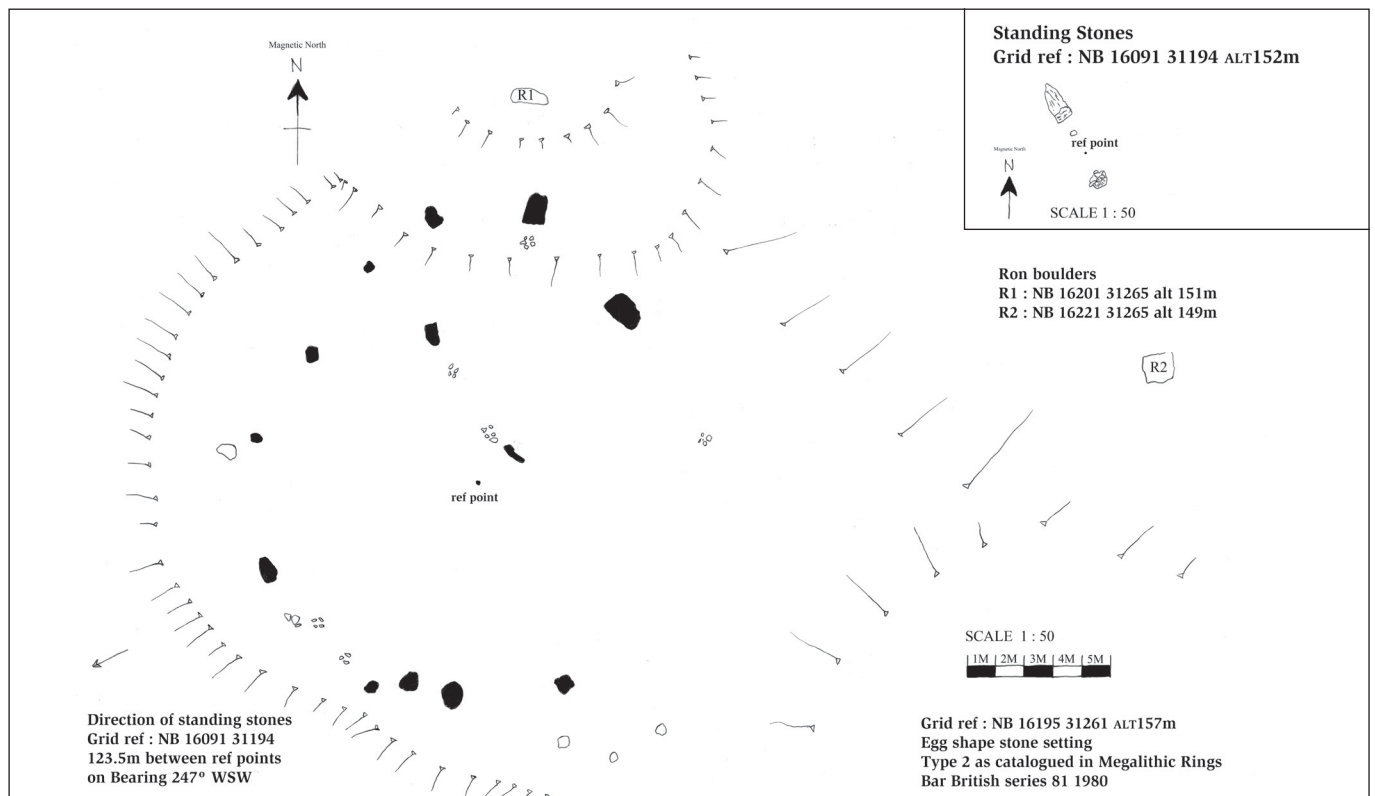 Magnetic North
N
R1
Standing Stones
Grid ref : NB 16091 31194 ALT152m
ref point
Magnetic North
N
SCALE 1 : 50
Ron boulders
R1 : NB 16201 31265 alt 151m
R2 : NB 16221 31265 alt 149m
R2
ref point
SCALE 1 : 50
1M 2M 3M 4M 5M
Direction of standing stones
Grid ref : NB 16091 31194
123.5m between ref points
on Bearing 247º WSW
Grid ref : NB 16195 31261 ALT157m
Egg shape stone setting
Type 2 as catalogued in Megalithic Rings
Bar British series 81 1980